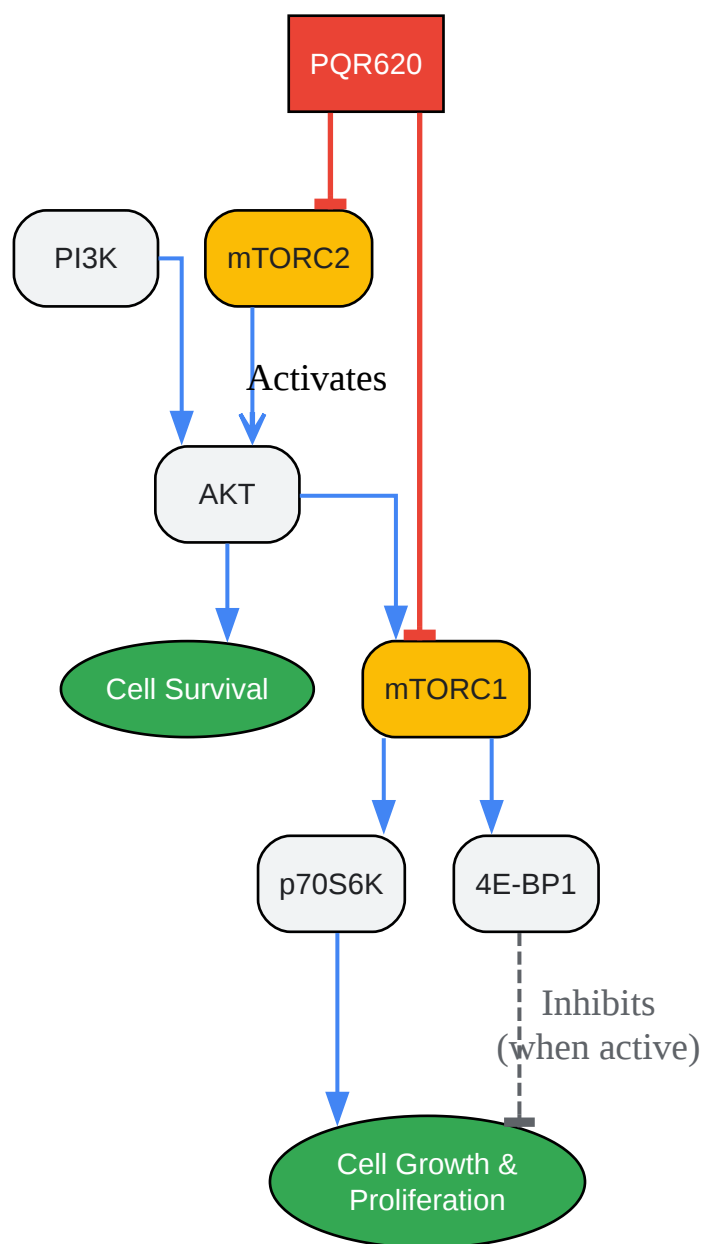 PQR620
PI3K
mTORC2
Activates
AKT
Cell Survival
mTORC1
p70S6K
4E-BP1
Inhibits
(when active)
Cell Growth &
Proliferation